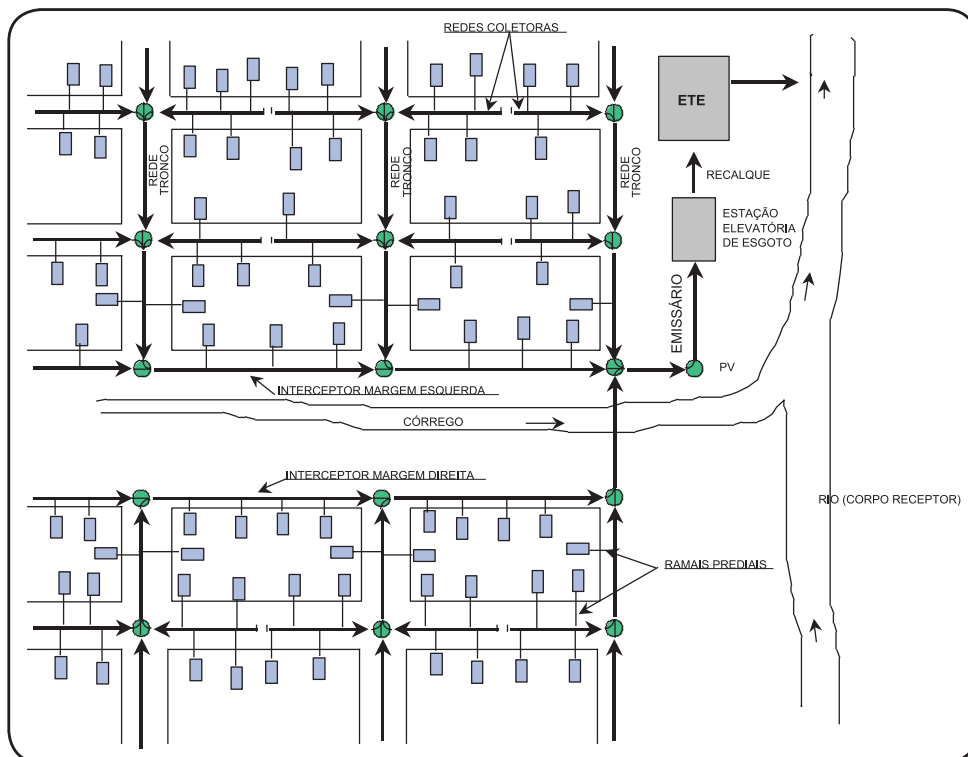 REDES COLETORAS
ETE
REDE
TRONCO
REDE
TRONCO
REDE
TRONCO
RECALQUE
ESTAÇÃO
ELEVATÓRIA
DE ESGOTO
EMISSÁRIO
PV
INTERCEPTOR MARGEM ESQUERDA
CÓRREGO
INTERCEPTOR MARGEM DIREITA
RIO (CORPO RECEPTOR)
RAMAIS PREDIAIS